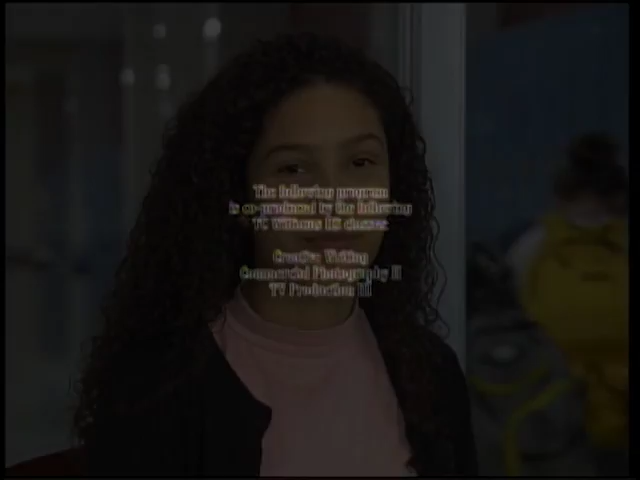 The following program
is co-produced by the following
TC Williams HS classes:
Creative Writing
Commercial Photography II
TV Production III